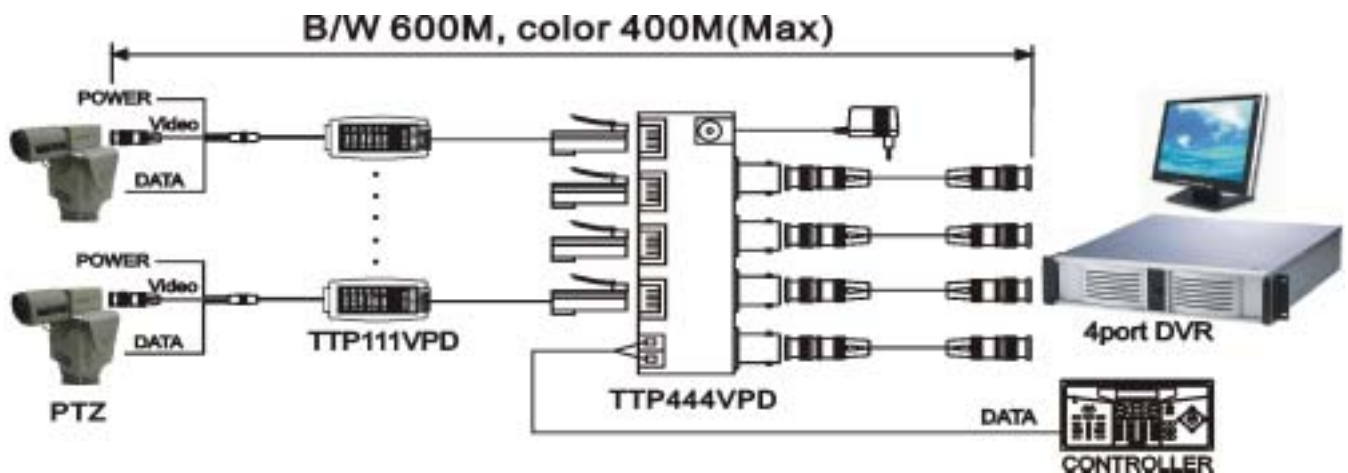 B/W 600M, color 400M(Max)
POWER
Video
DATA
POWER
Video
DATA
PTZ
TTP111VPD
TTP444VPD
4port DVR
DATA
CONTROLLER